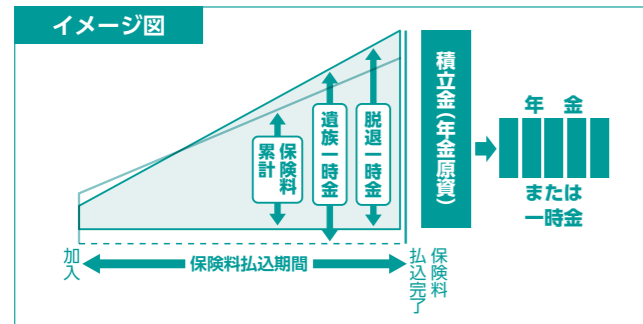 イメージ図
保険料
累計
遺族一時金
脱退一時金
積立金(年金原資)
年 金
または
一時金
加入
保険料払込期間
保険料
払込完了